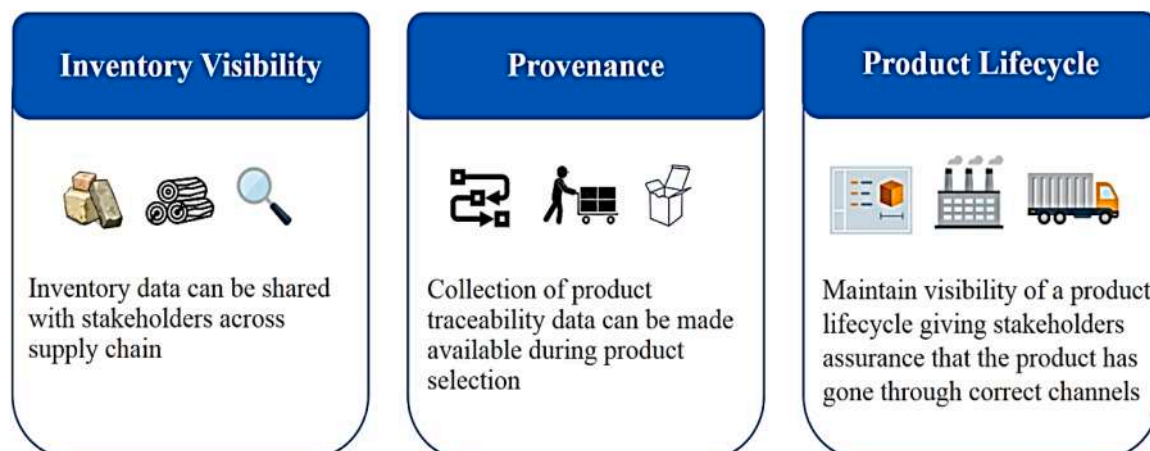 Inventory Visibility
Inventory data can be shared
with stakeholders across
supply chain
Provenance
Collection of product
traceability data can be made
available during product
selection
Product Lifecycle
Maintain visibility of a product
lifecycle giving stakeholders
assurance that the product has
gone through correct channels